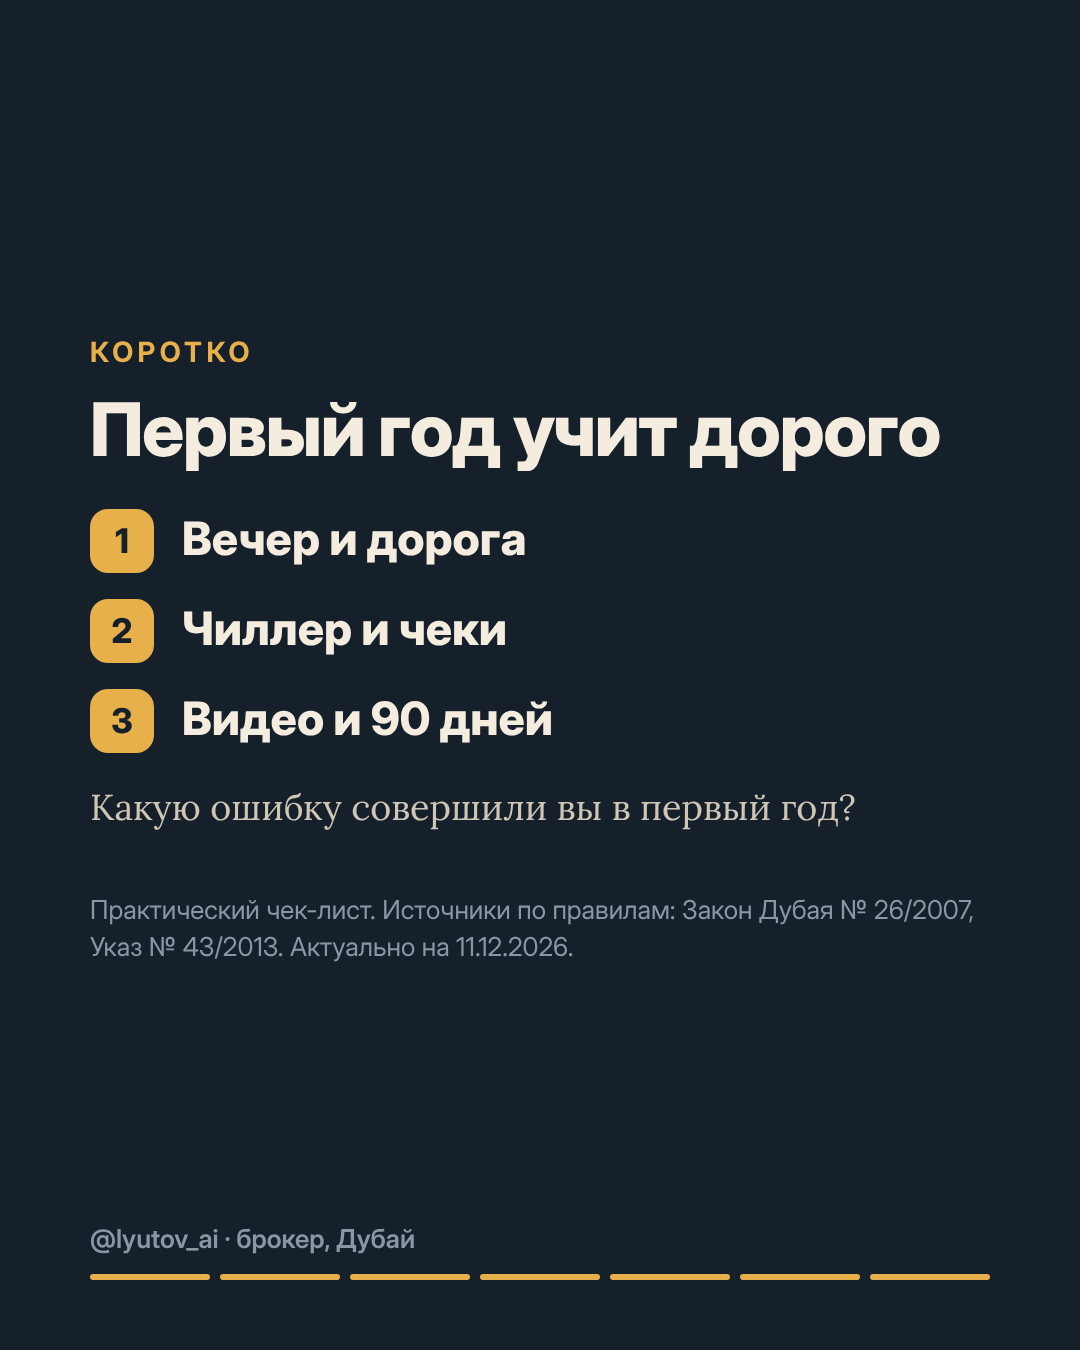 КОРОТКО
Первый год учит дорого
1 Вечер и дорога
2 Чиллер и чеки
3 Видео и 90 дней
Какую ошибку совершили вы в первый год?
Практический чек-лист. Источники по правилам: Закон Дубая № 26/2007,
Указ № 43/2013. Актуально на 11.12.2026.
@lyutov_ai · брокер, Дубай